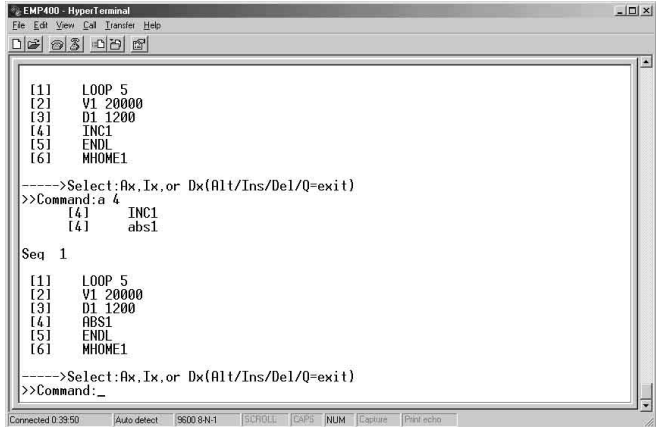 EMP400 - HyperTerminal
File Edit View Call Transfer Help
[1] LOOP 5
[2] V1 20000
[3] D1 1200
[4] INC1
[5] ENDL
[6] MHOME1
----->Select:Ax,Ix,or Dx(Alt/Ins/Del/Q=exit)
>>Command:a 4
[4] INC1
[4] abs1
Seq 1
[1] LOOP 5
[2] V1 20000
[3] D1 1200
[4] ABS1
[5] ENDL
[6] MHOME1
----->Select:Ax,Ix,or Dx(Alt/Ins/Del/Q=exit)
>>Command:_
Connected 0:39:50 Auto detect 9600 8-N-1 SCROLL CAPS NUM Capture Print echo